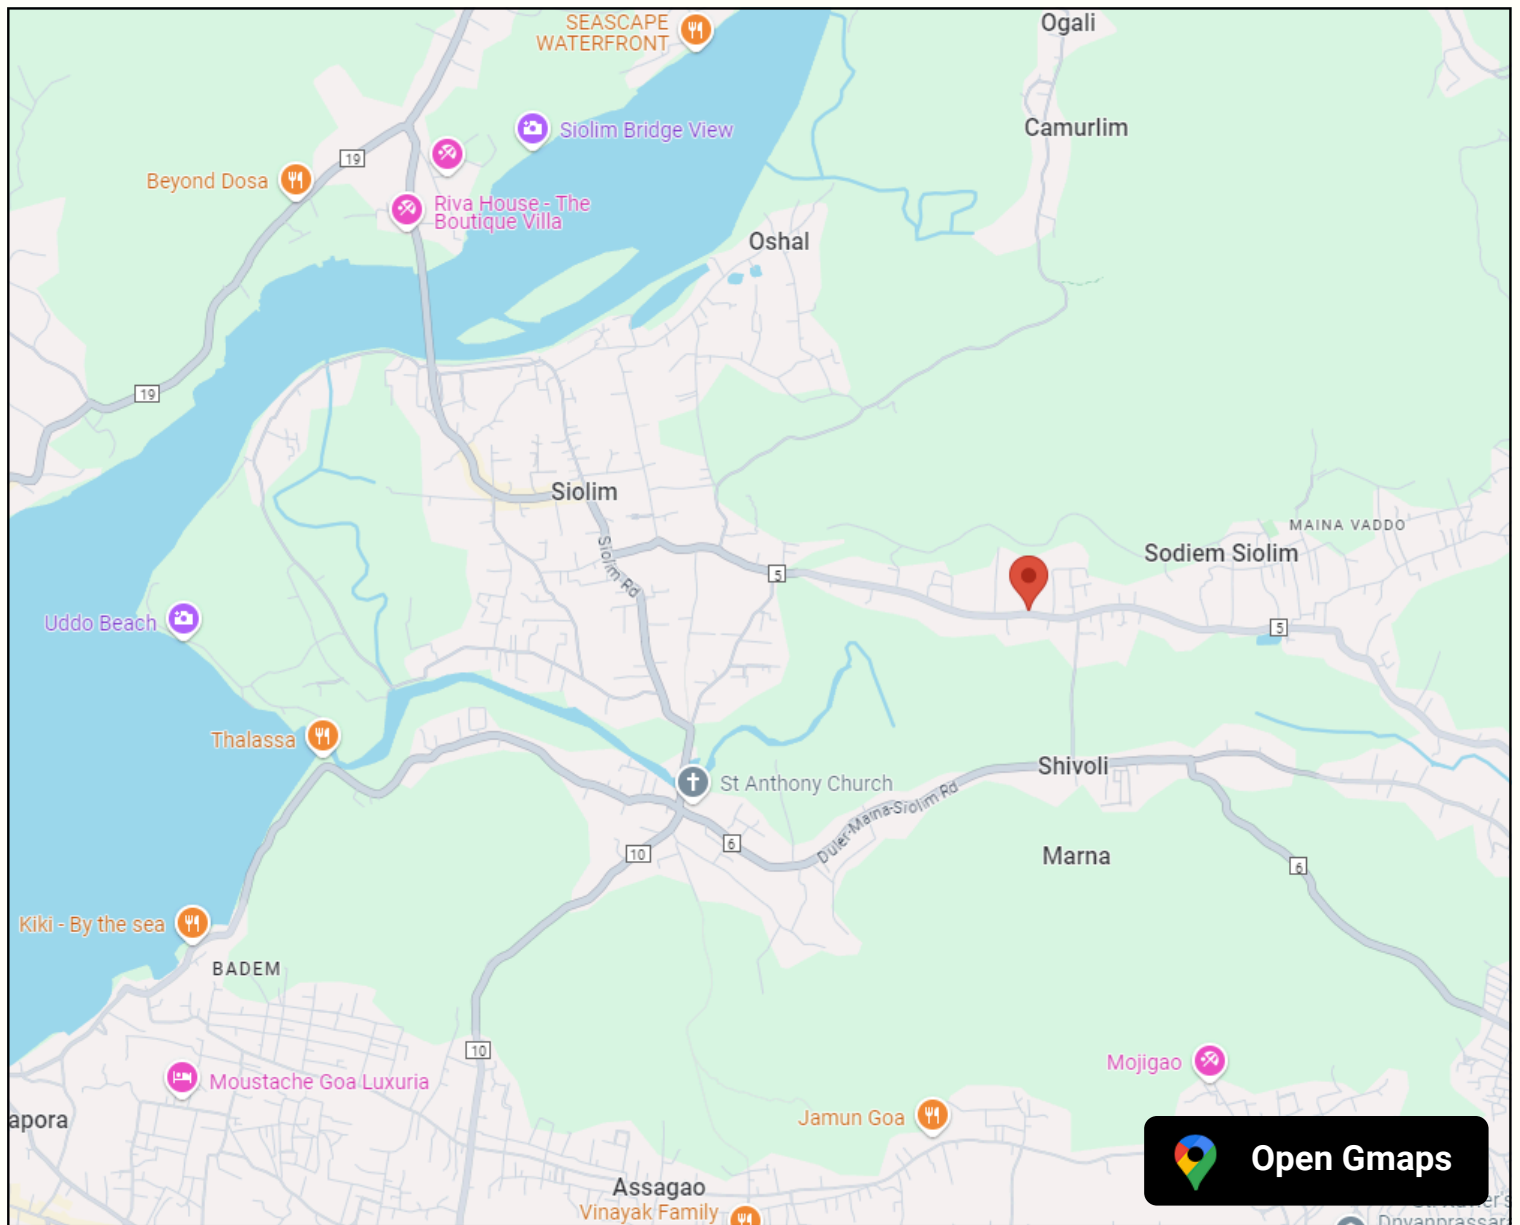 SEASCAPE
WATERFRONT
Ogali
Camurlim
Siolim Bridge View
19
Beyond Dosa
Riva House - The
Boutique Villa
Oshal
19
Siolim
MAINA VADDO
Sodiem Siolim
Siolim Rd
5
5
Uddo Beach
Thalassa
Shivoli
St Anthony Church
Duler-Marna-Siolim Rd
10
6
Marna
6
Kiki - By the sea
BADEM
10
Mojigao
Moustache Goa Luxuria
apora
Jamun Goa
Open Gmaps
Assagao
Vinayak Family